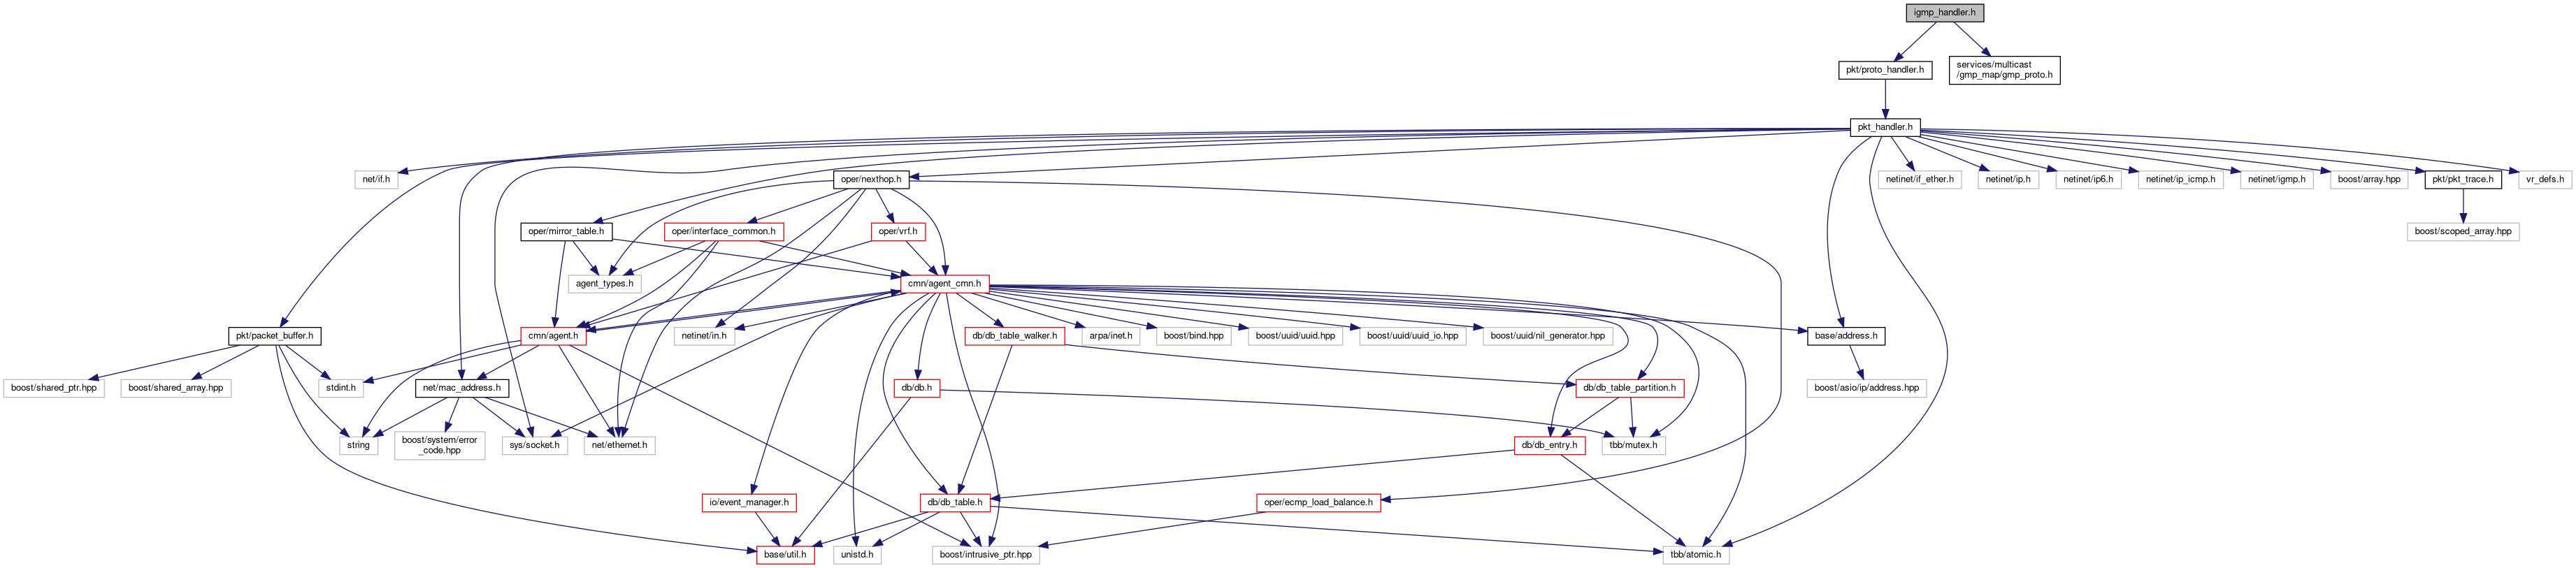 igmp_handler.h
pkt/proto_handler.h
services/multicast
/gmp_map/gmp_proto.h
pkt_handler.h
net/if.h
oper/nexthop.h
netinet/if_ether.h
netinet/ip.h
netinet/ip6.h
netinet/ip_icmp.h
netinet/igmp.h
boost/array.hpp
pkt/pkt_trace.h
vr_defs.h
oper/mirror_table.h
oper/interface_common.h
oper/vrf.h
boost/scoped_array.hpp
agent_types.h
cmn/agent_cmn.h
pkt/packet_buffer.h
cmn/agent.h
netinet/in.h
db/db_table_walker.h
arpa/inet.h
boost/bind.hpp
boost/uuid/uuid.hpp
boost/uuid/uuid_io.hpp
boost/uuid/nil_generator.hpp
base/address.h
boost/shared_ptr.hpp
boost/shared_array.hpp
stdint.h
net/mac_address.h
db/db.h
db/db_table_partition.h
boost/asio/ip/address.hpp
string
boost/system/error
_code.hpp
sys/socket.h
net/ethernet.h
db/db_entry.h
tbb/mutex.h
io/event_manager.h
db/db_table.h
oper/ecmp_load_balance.h
base/util.h
unistd.h
boost/intrusive_ptr.hpp
tbb/atomic.h